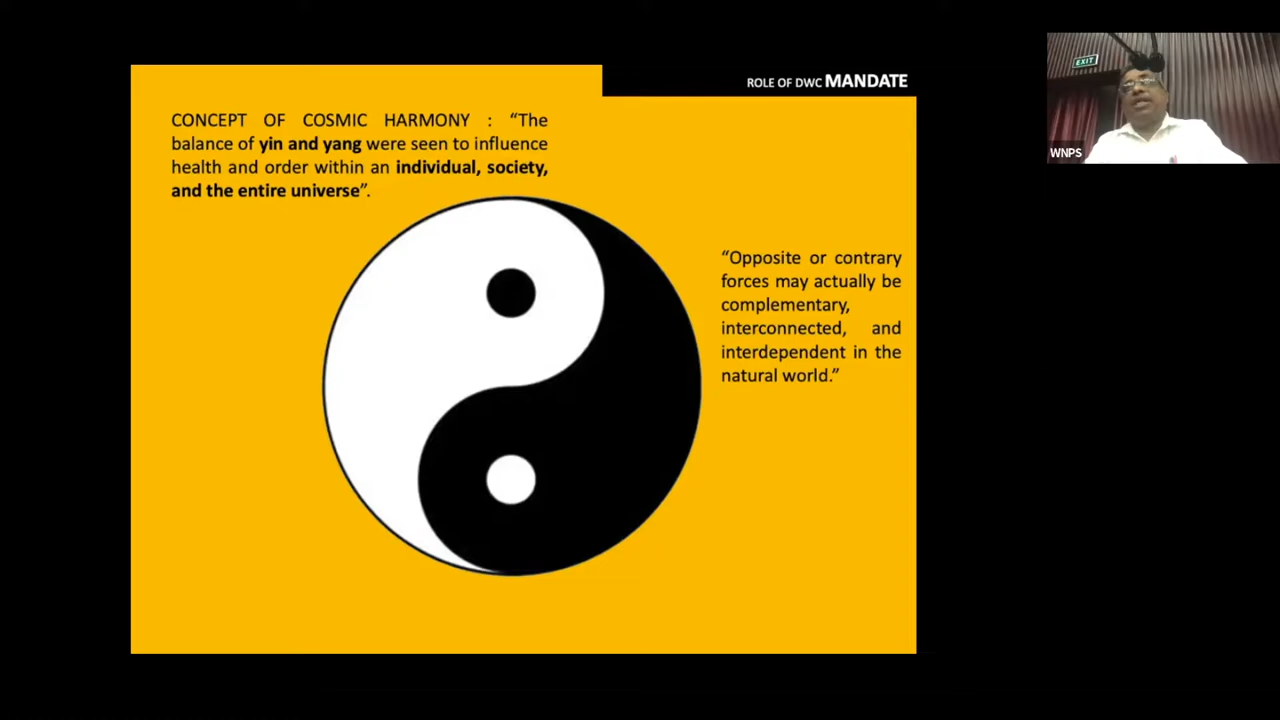 ROLE OF DWC MANDATE
CONCEPT OF COSMIC HARMONY : “The
balance of yin and yang were seen to influence
health and order within an individual, society,
and the entire universe”.
“Opposite or contrary
forces may actually be
complementary,
interconnected, and
interdependent in the
natural world.”
EXIT
WNPS